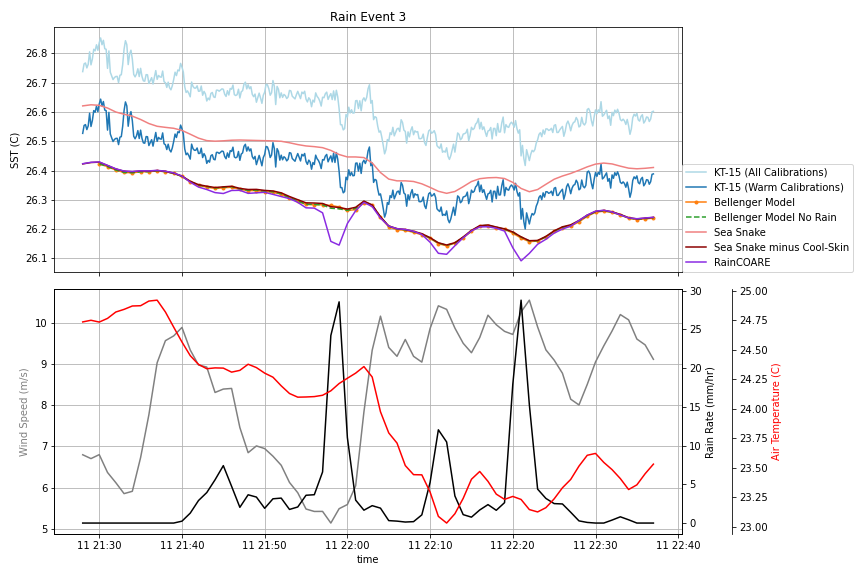 Rain Event 3
SST (C)
26.8
26.7
26.6
26.5
26.4
26.3
26.2
26.1
KT-15 (All Calibrations)
KT-15 (Warm Calibrations)
Bellenger Model
Bellenger Model No Rain
Sea Snake
Sea Snake minus Cool-Skin
RainCOARE
Wind Speed (m/s)
10
9
8
7
6
5
30
25
20
15
10
5
0
Rain Rate (mm/hr)
25.00
24.75
24.50
24.25
24.00
23.75
23.50
23.25
23.00
Air Temperature (C)
11 21:30 11 21:40 11 21:50 11 22:00 11 22:10 11 22:20 11 22:30 11 22:40
time